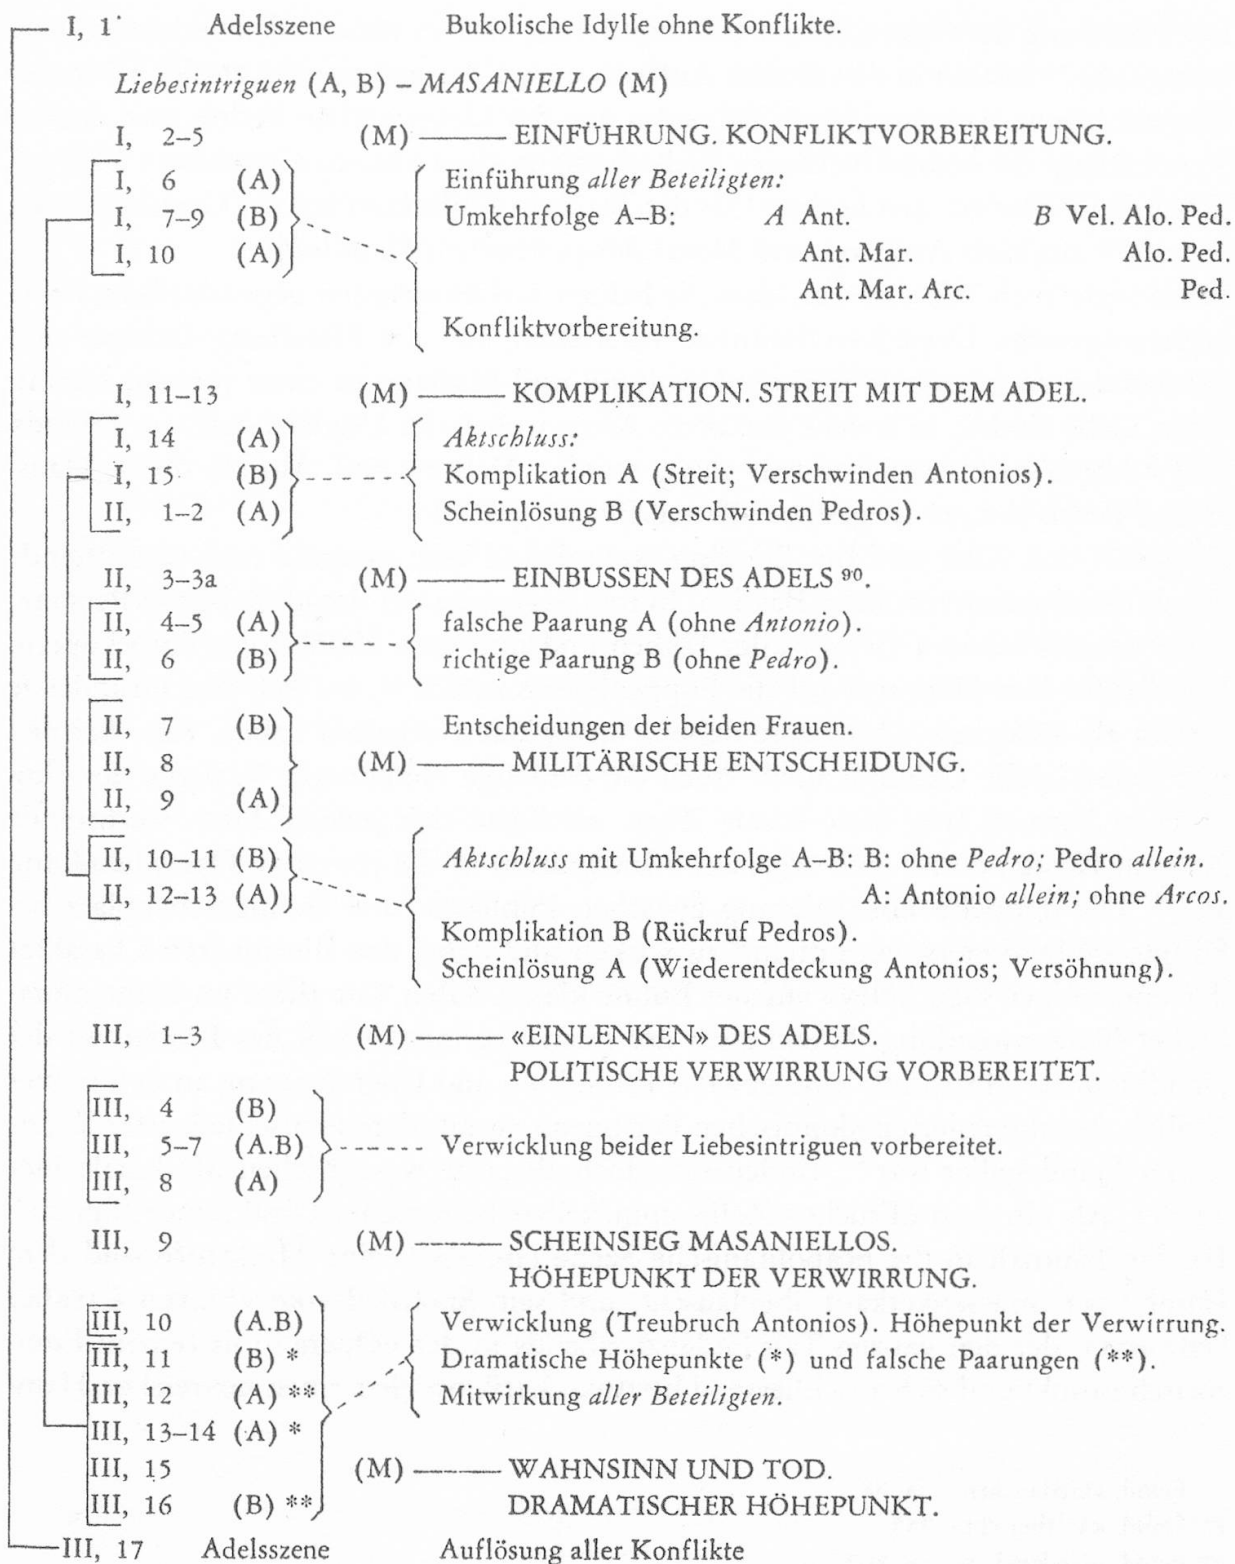 I, 1 Adelsszene Bukolische Idylle ohne Konflikte.
Liebesintriguen (A, B) – MASANIELLO (M)
I, 2–5 (M) ——— EINFÜHRUNG. KONFLIKTVORBEREITUNG.
I, 6 (A) Einführung aller Beteiligten:
I, 7–9 (B) Umkehrfolge A–B: A Ant. B Vel. Alo. Ped.
I, 10 (A) Ant. Mar. Alo. Ped.
Ant. Mar. Arc. Ped.
Konfliktvorbereitung.
I, 11–13 (M) ——— KOMPLIKATION. STREIT MIT DEM ADEL.
I, 14 (A) Aktschluss:
I, 15 (B) Komplikation A (Streit; Verschwinden Antonios).
II, 1–2 (A) Scheinlösung B (Verschwinden Pedros).
II, 3–3a (M) ——— EINBUSSEN DES ADELS 90.
II, 4–5 (A) falsche Paarung A (ohne Antonio).
II, 6 (B) richtige Paarung B (ohne Pedro).
II, 7 (B) Entscheidungen der beiden Frauen.
II, 8 (M) ——— MILITÄRISCHE ENTSCHEIDUNG.
II, 9 (A)
II, 10–11 (B) Aktschluss mit Umkehrfolge A–B: B: ohne Pedro; Pedro allein.
II, 12–13 (A) A: Antonio allein; ohne Arcos.
Komplikation B (Rückruf Pedros).
Scheinlösung A (Wiederentdeckung Antonios; Versöhnung).
III, 1–3 (M) ——— «EINLENKEN» DES ADELS.
POLITISCHE VERWIRRUNG VORBEREITET.
III, 4 (B)
III, 5–7 (A.B) Verwicklung beider Liebesintriguen vorbereitet.
III, 8 (A)
III, 9 (M) ——— SCHEINSIEG MASANIELLOS.
HÖHEPUNKT DER VERWIRRUNG.
III, 10 (A.B) Verwicklung (Treubruch Antonios). Höhepunkt der Verwirrung.
III, 11 (B) * Dramatische Höhepunkte (*) und falsche Paarungen (**).
III, 12 (A) ** Mitwirkung aller Beteiligten.
III, 13–14 (A) *
III, 15 (M) ——— WAHNSINN UND TOD.
III, 16 (B) ** DRAMATISCHER HÖHEPUNKT.
III, 17 Adelsszene Auflösung aller Konflikte